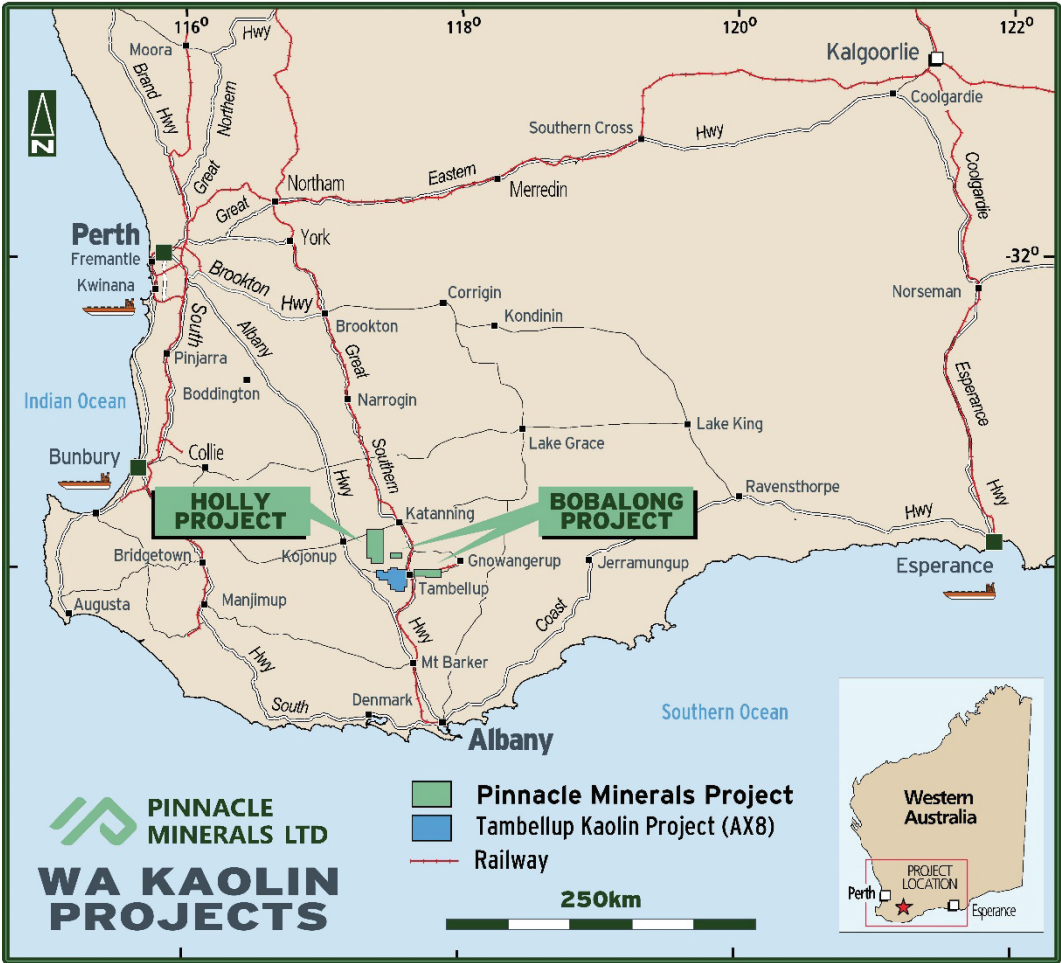 116°
118°
120°
122°
Moora
Hwy
Brand
Hwy
Northern
Great
Kalgoorlie
Coolgardie
Southern Cross
Hwy
N
Eastern
Merredin
Northam
Great
Great
York
Coolgardie
Perth
Fremantle
Kwinana
-32°
Norseman
Brookton
Hwy
Corrigin
Kondinin
Brookton
South
Albany
Great
Pinjarra
Boddington
Narrogin
Esperance
Indian Ocean
Southern
Lake Grace
Lake King
Bunbury
Collie
Hwy
Ravensthorpe
Hwy
Hwy
HOLLY
PROJECT
BOBALONG
PROJECT
Katanning
Kojonup
Bridgetown
Gnowangerup
Jerramungup
Esperance
Tambellup
Augusta
Manjimup
Hwy
Coast
Hwy
Mt Barker
Hwy
South
Denmark
Southern Ocean
Albany
PINNACLE
MINERALS LTD
WA KAOLIN
PROJECTS
Pinnacle Minerals Project
Tambellup Kaolin Project (AX8)
Railway
250km
Western
Australia
PROJECT
LOCATION
Perth
Esperance